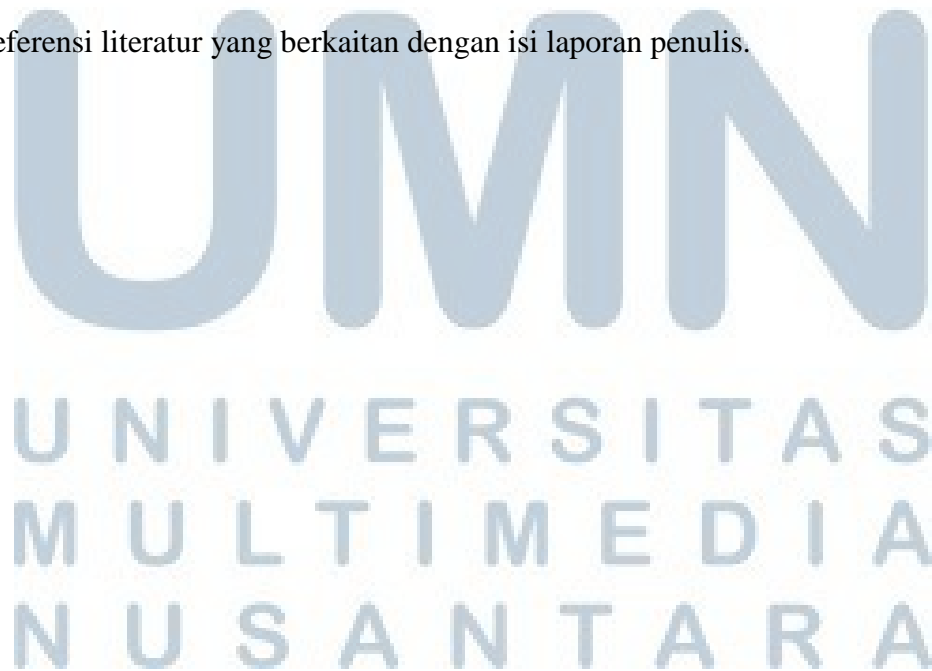 eferensi literatur yang berkaitan dengan isi laporan penulis.
UMN
UNIVERSITAS
MULTIMEDIA
NUSANTARA